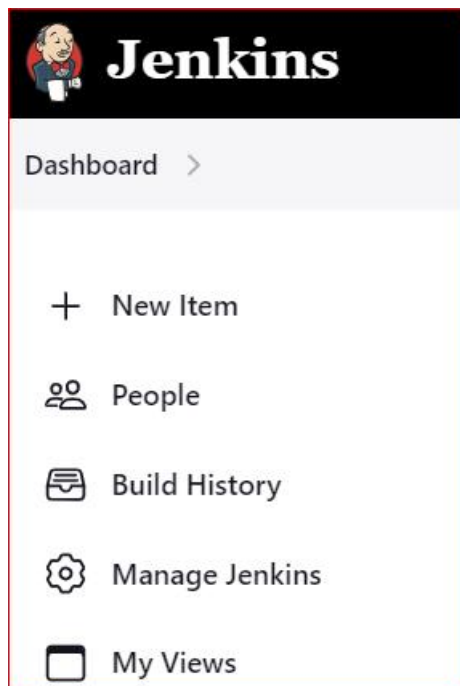 Jenkins
Dashboard
New Item
People
Build History
Manage Jenkins
My Views